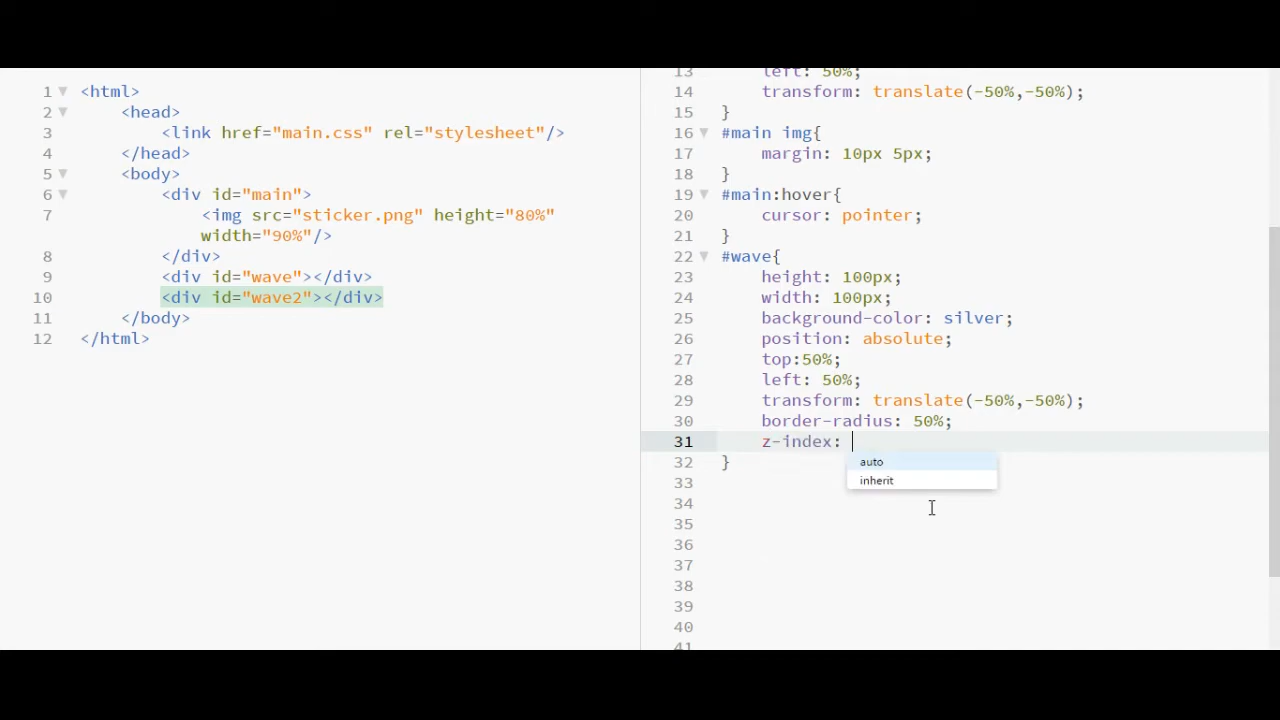 1 <html>
2 <head>
3 <link href="main.css" rel="stylesheet"/>
4 </head>
5 <body>
6 <div id="main">
7 <img src="sticker.png" height="80%"
width="90%"/>
8 </div>
9 <div id="wave"></div>
10 <div id="wave2"></div>
11 </body>
12 </html>
13 left: 50%;
14 transform: translate(-50%,-50%);
15 }
16 #main img{
17 margin: 10px 5px;
18 }
19 #main:hover{
20 cursor: pointer;
21 }
22 #wave{
23 height: 100px;
24 width: 100px;
25 background-color: silver;
26 position: absolute;
27 top:50%;
28 left: 50%;
29 transform: translate(-50%,-50%);
30 border-radius: 50%;
31 z-index:
32 }
auto
33
inherit
34
35
36
37
38
39
40
41